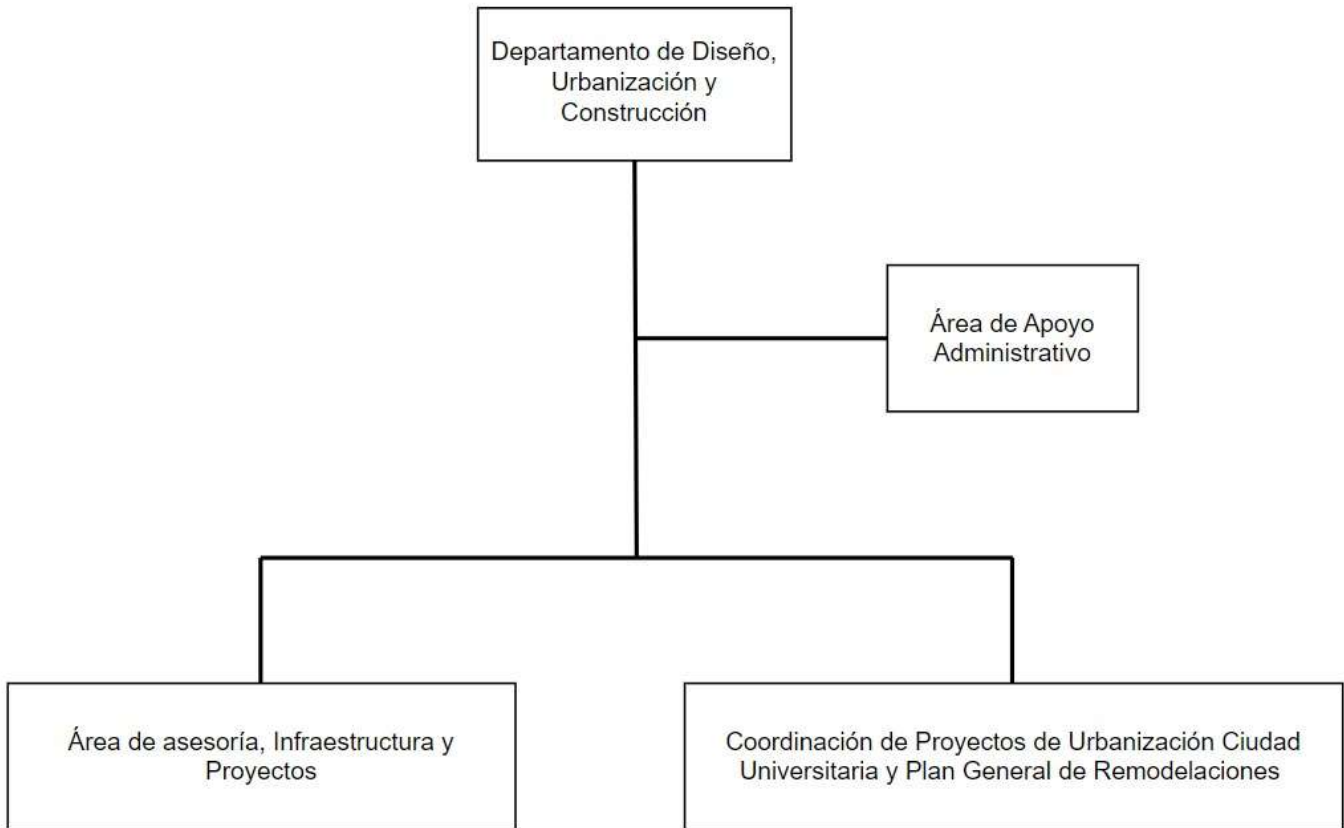 Departamento de Diseño,
Urbanización y
Construcción
Área de Apoyo
Administrativo
Área de asesoría, Infraestructura y
Proyectos
Coordinación de Proyectos de Urbanización Ciudad
Universitaria y Plan General de Remodelaciones